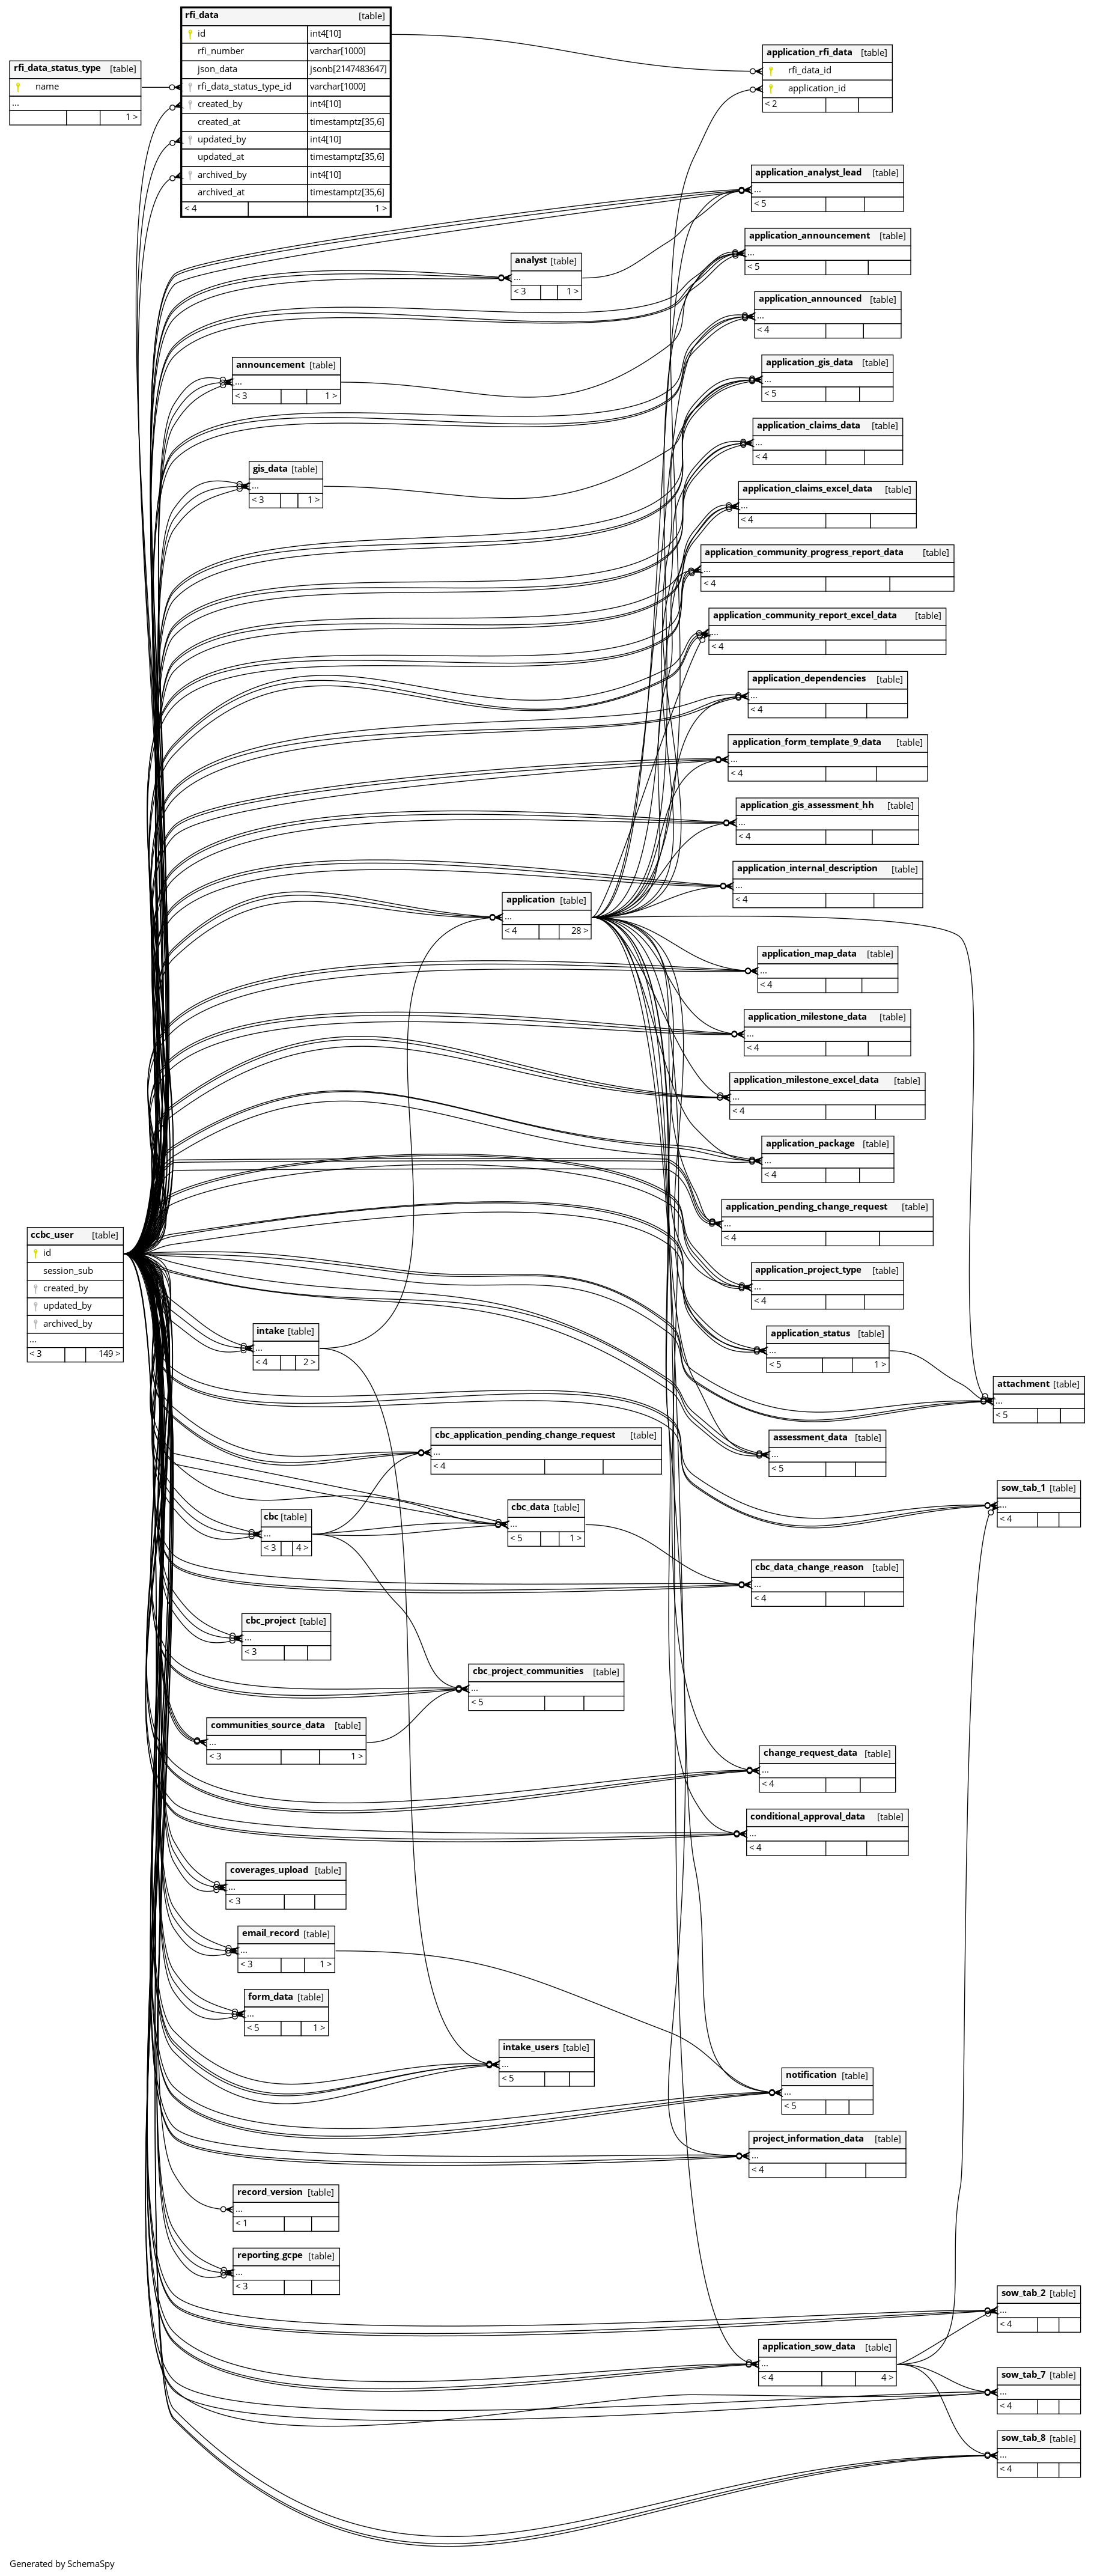 rfi_data [table]
id int4[10]
rfi_number varchar[1000]
json_data jsonb[2147483647]
rfi_data_status_type_id varchar[1000]
created_by int4[10]
created_at timestamptz[35,6]
updated_by int4[10]
updated_at timestamptz[35,6]
archived_by int4[10]
archived_at timestamptz[35,6]
< 4 1 >
rfi_data_status_type [table]
name
...
1 >
application_rfi_data [table]
rfi_data_id
application_id
< 2
application_analyst_lead [table]
...
< 5
application_announcement [table]
...
< 5
analyst [table]
...
< 3 1 >
application_announced [table]
...
< 4
announcement [table]
...
< 3 1 >
application_gis_data [table]
...
< 5
application_claims_data [table]
...
< 4
gis_data [table]
...
< 3 1 >
application_claims_excel_data [table]
...
< 4
application_community_progress_report_data [table]
...
< 4
application_community_report_excel_data [table]
...
< 4
application_dependencies [table]
...
< 4
application_form_template_9_data [table]
...
< 4
application_gis_assessment_hh [table]
...
< 4
application_internal_description [table]
...
< 4
application [table]
...
< 4 28 >
application_map_data [table]
...
< 4
application_milestone_data [table]
...
< 4
application_milestone_excel_data [table]
...
< 4
application_package [table]
...
< 4
application_pending_change_request [table]
...
< 4
ccbc_user [table]
id
session_sub
created_by
updated_by
archived_by
...
< 3 149 >
application_project_type [table]
...
< 4
intake [table]
...
< 4 2 >
application_status [table]
...
< 5 1 >
attachment [table]
...
< 5
cbc_application_pending_change_request [table]
...
< 4
assessment_data [table]
...
< 5
sow_tab_1 [table]
...
< 4
cbc [table]
...
< 3 4 >
cbc_data [table]
...
< 5 1 >
cbc_data_change_reason [table]
...
< 4
cbc_project [table]
...
< 3
cbc_project_communities [table]
...
< 5
communities_source_data [table]
...
< 3 1 >
change_request_data [table]
...
< 4
conditional_approval_data [table]
...
< 4
coverages_upload [table]
...
< 3
email_record [table]
...
< 3 1 >
form_data [table]
...
< 5 1 >
intake_users [table]
...
< 5
notification [table]
...
< 5
project_information_data [table]
...
< 4
record_version [table]
...
< 1
reporting_gcpe [table]
...
< 3
sow_tab_2 [table]
...
< 4
application_sow_data [table]
...
< 4 4 >
sow_tab_7 [table]
...
< 4
sow_tab_8 [table]
...
< 4
Generated by SchemaSpy